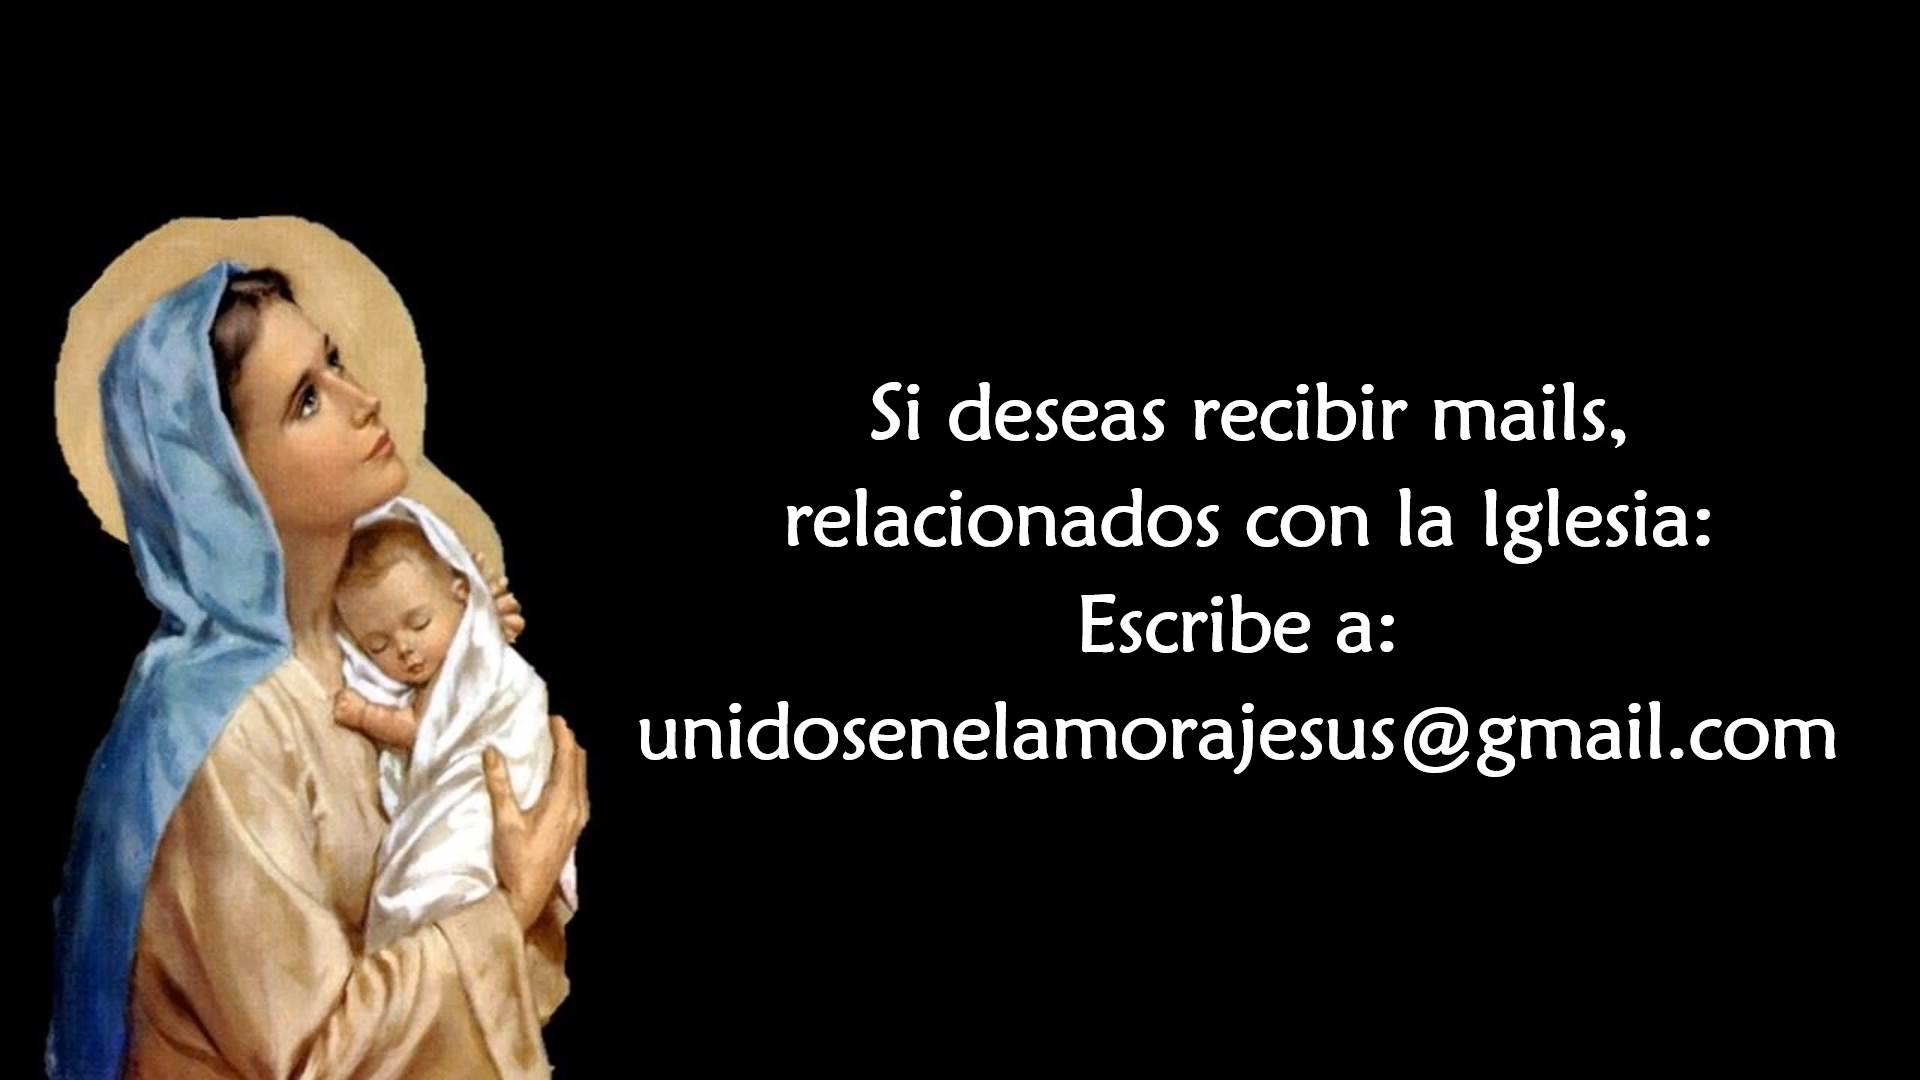 Si deseas recibir mails,
relacionados con la Iglesia:
Escribe a:
unidosenelamorajesus@gmail.com